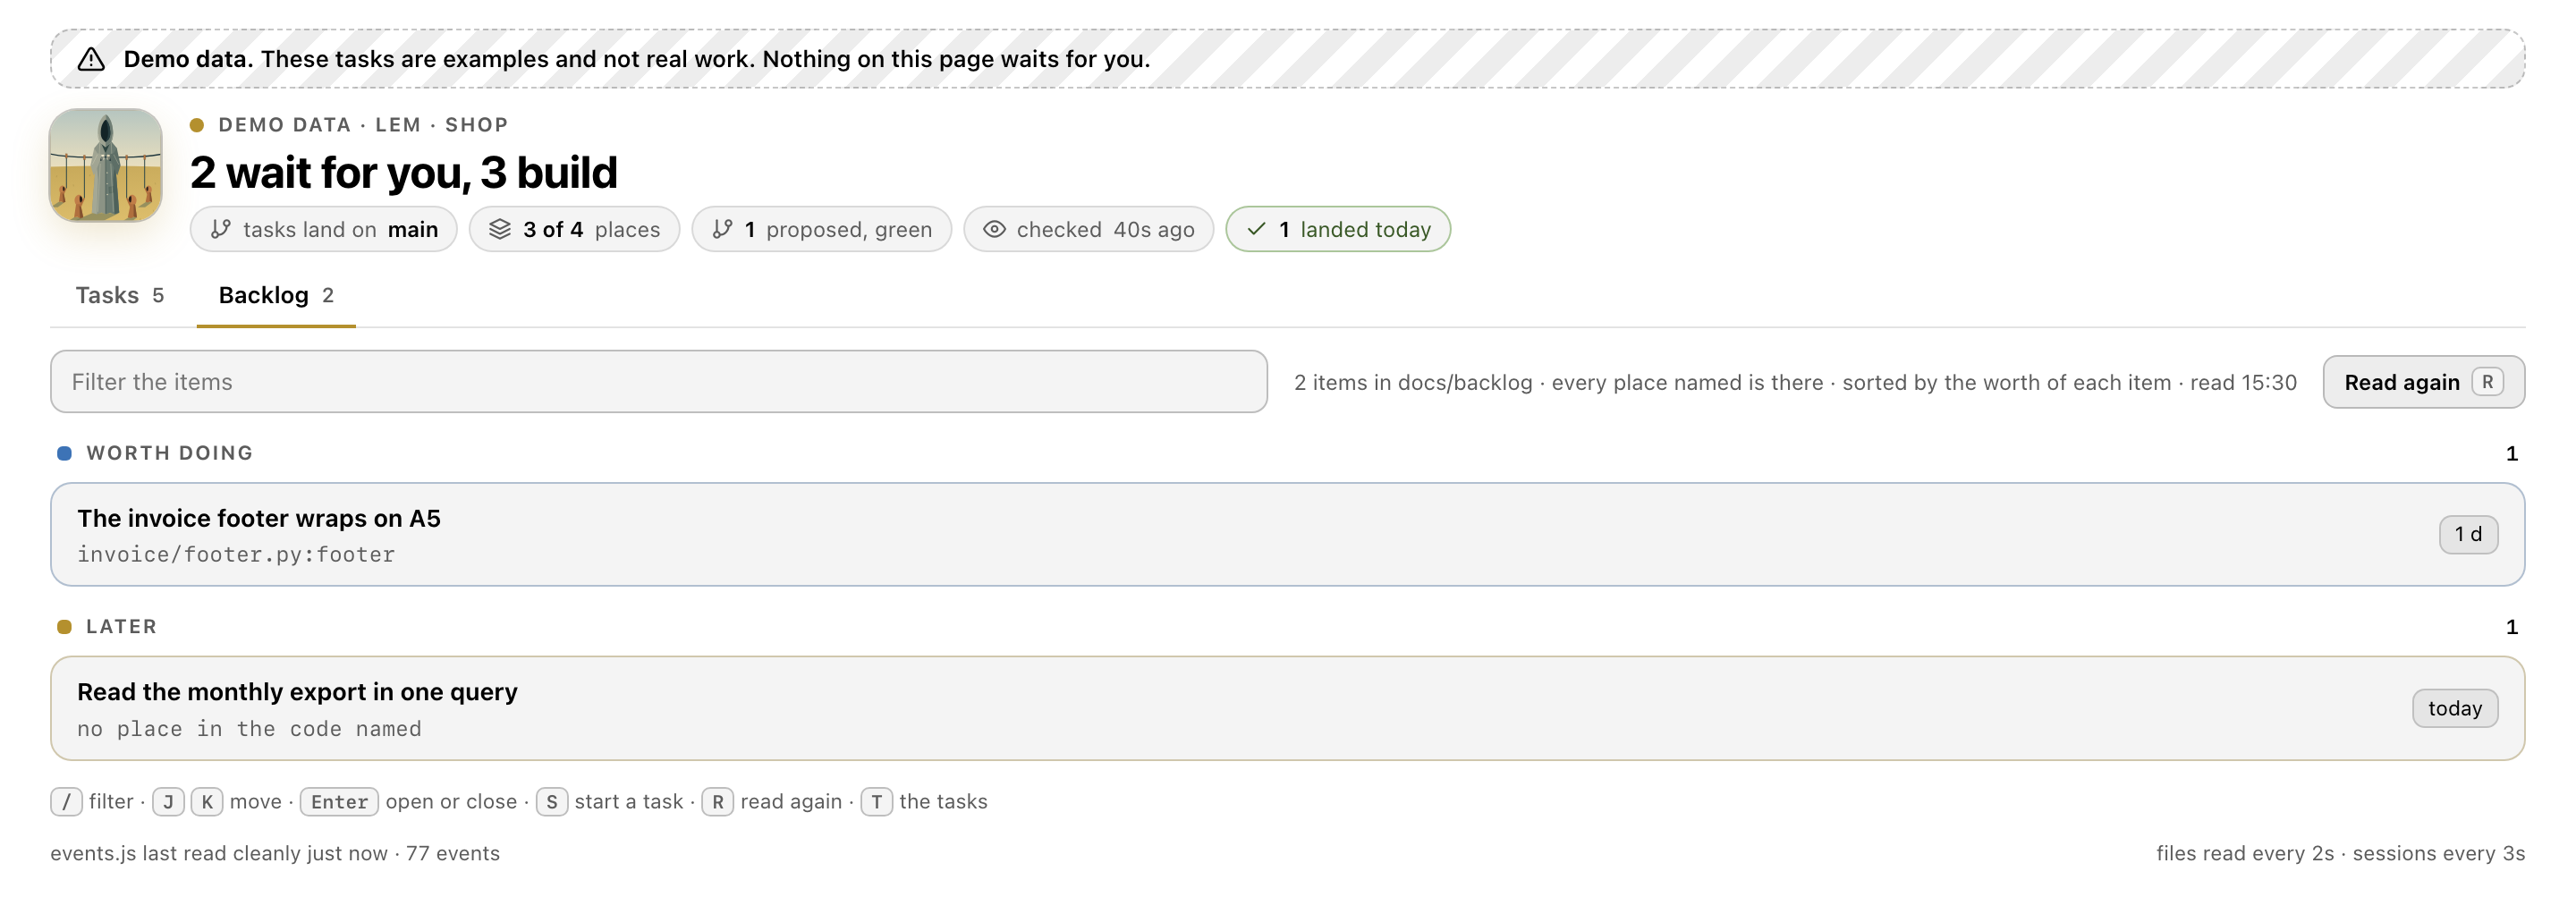 Demo data. These tasks are examples and not real work. Nothing on this page waits for you.
DEMO DATA · LEM · SHOP
2 wait for you, 3 build
tasks land on main 3 of 4 places 1 proposed, green checked 40s ago 1 landed today
Tasks 5 Backlog 2
Filter the items 2 items in docs/backlog · every place named is there · sorted by the worth of each item · read 15:30 Read again R
WORTH DOING 1
The invoice footer wraps on A5
invoice/footer.py:footer
1 d
LATER 1
Read the monthly export in one query
no place in the code named
today
/ filter · J K move · Enter open or close · S start a task · R read again · T the tasks
events.js last read cleanly just now · 77 events files read every 2s · sessions every 3s